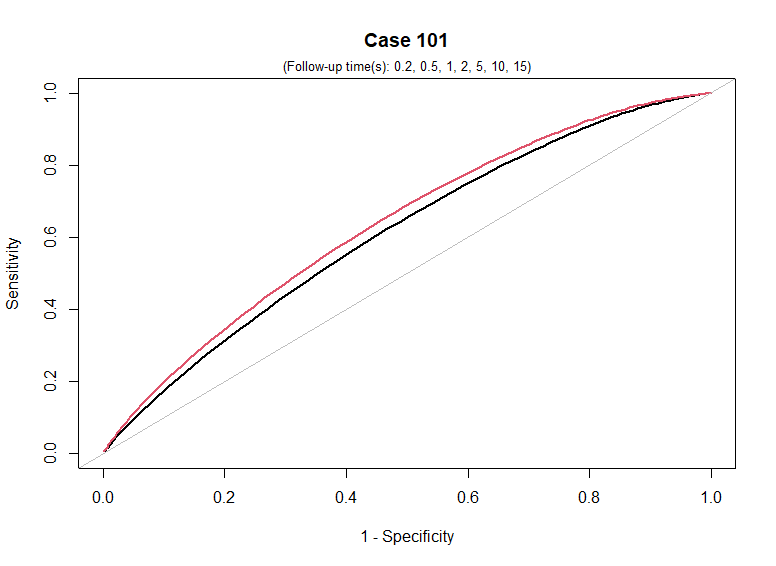 Case 101
(Follow-up time(s): 0.2, 0.5, 1, 2, 5, 10, 15)
1.0
0.8
0.6
0.4
0.2
0.0
Sensitivity
0.0 0.2 0.4 0.6 0.8 1.0
1 - Specificity